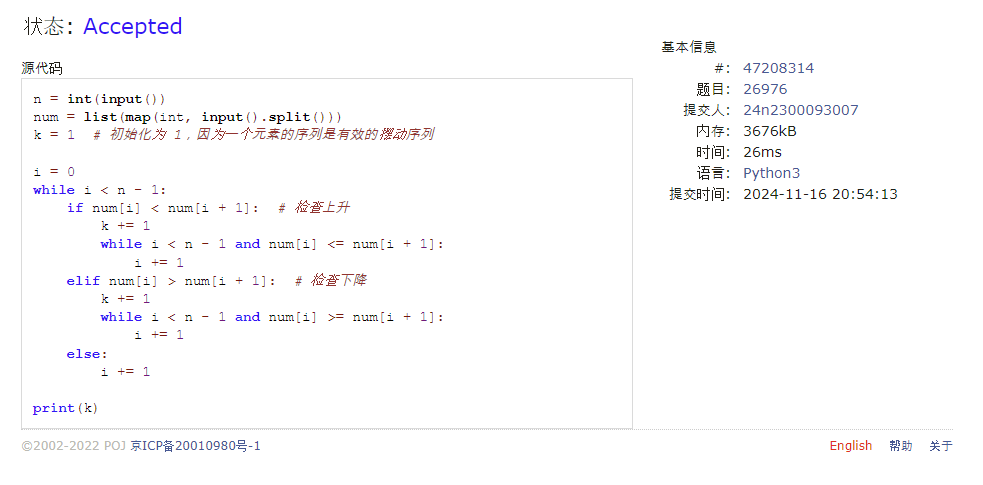 状态: Accepted
源代码
n = int(input())
num = list(map(int, input().split()))
k = 1  # 初始化为 1，因为一个元素的序列是有效的摆动序列

i = 0
while i < n - 1:
    if num[i] < num[i + 1]:  # 检查上升
        k += 1
        while i < n - 1 and num[i] <= num[i + 1]:
            i += 1
    elif num[i] > num[i + 1]:  # 检查下降
        k += 1
        while i < n - 1 and num[i] >= num[i + 1]:
            i += 1
    else:
        i += 1

print(k)
基本信息
#: 47208314
题目: 26976
提交人: 24n2300093007
内存: 3676kB
时间: 26ms
语言: Python3
提交时间: 2024-11-16 20:54:13
©2002-2022 POJ 京ICP备20010980号-1
English 帮助 关于